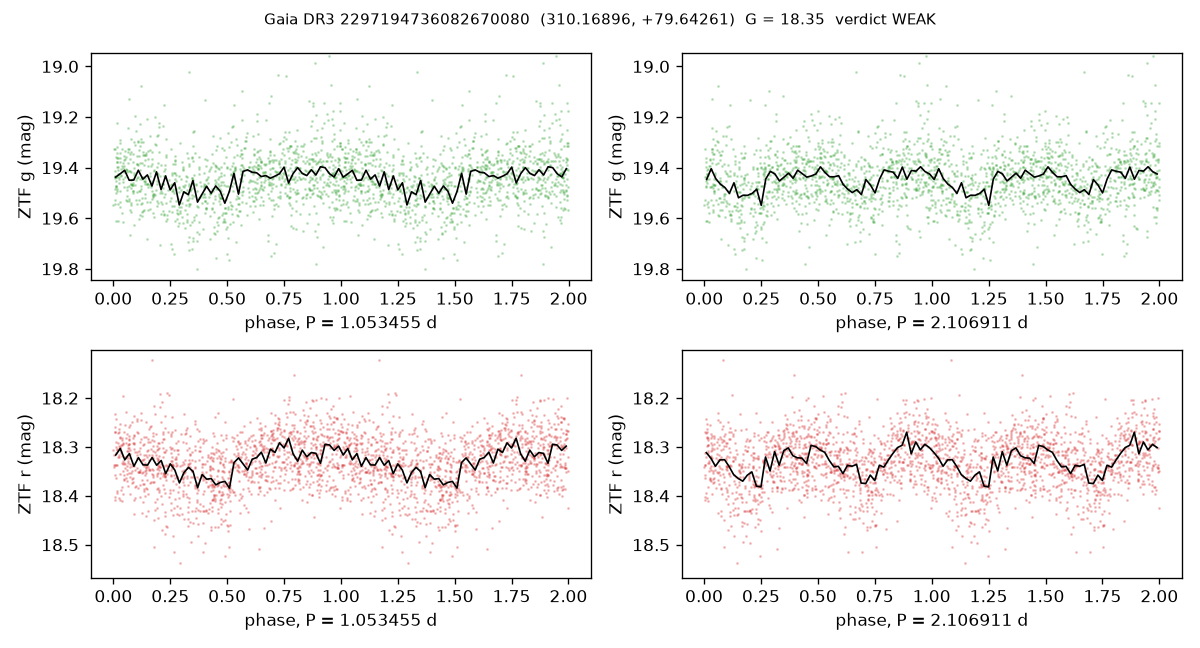 Gaia DR3 2297194736082670080  (310.16896, +79.64261)  G = 18.35  verdict WEAK
ZTF g (mag)
19.0
19.2
19.4
19.6
19.8
0.00 0.25 0.50 0.75 1.00 1.25 1.50 1.75 2.00
phase, P = 1.053455 d
ZTF g (mag)
19.0
19.2
19.4
19.6
19.8
0.00 0.25 0.50 0.75 1.00 1.25 1.50 1.75 2.00
phase, P = 2.106911 d
ZTF r (mag)
18.2
18.3
18.4
18.5
0.00 0.25 0.50 0.75 1.00 1.25 1.50 1.75 2.00
phase, P = 1.053455 d
ZTF r (mag)
18.2
18.3
18.4
18.5
0.00 0.25 0.50 0.75 1.00 1.25 1.50 1.75 2.00
phase, P = 2.106911 d